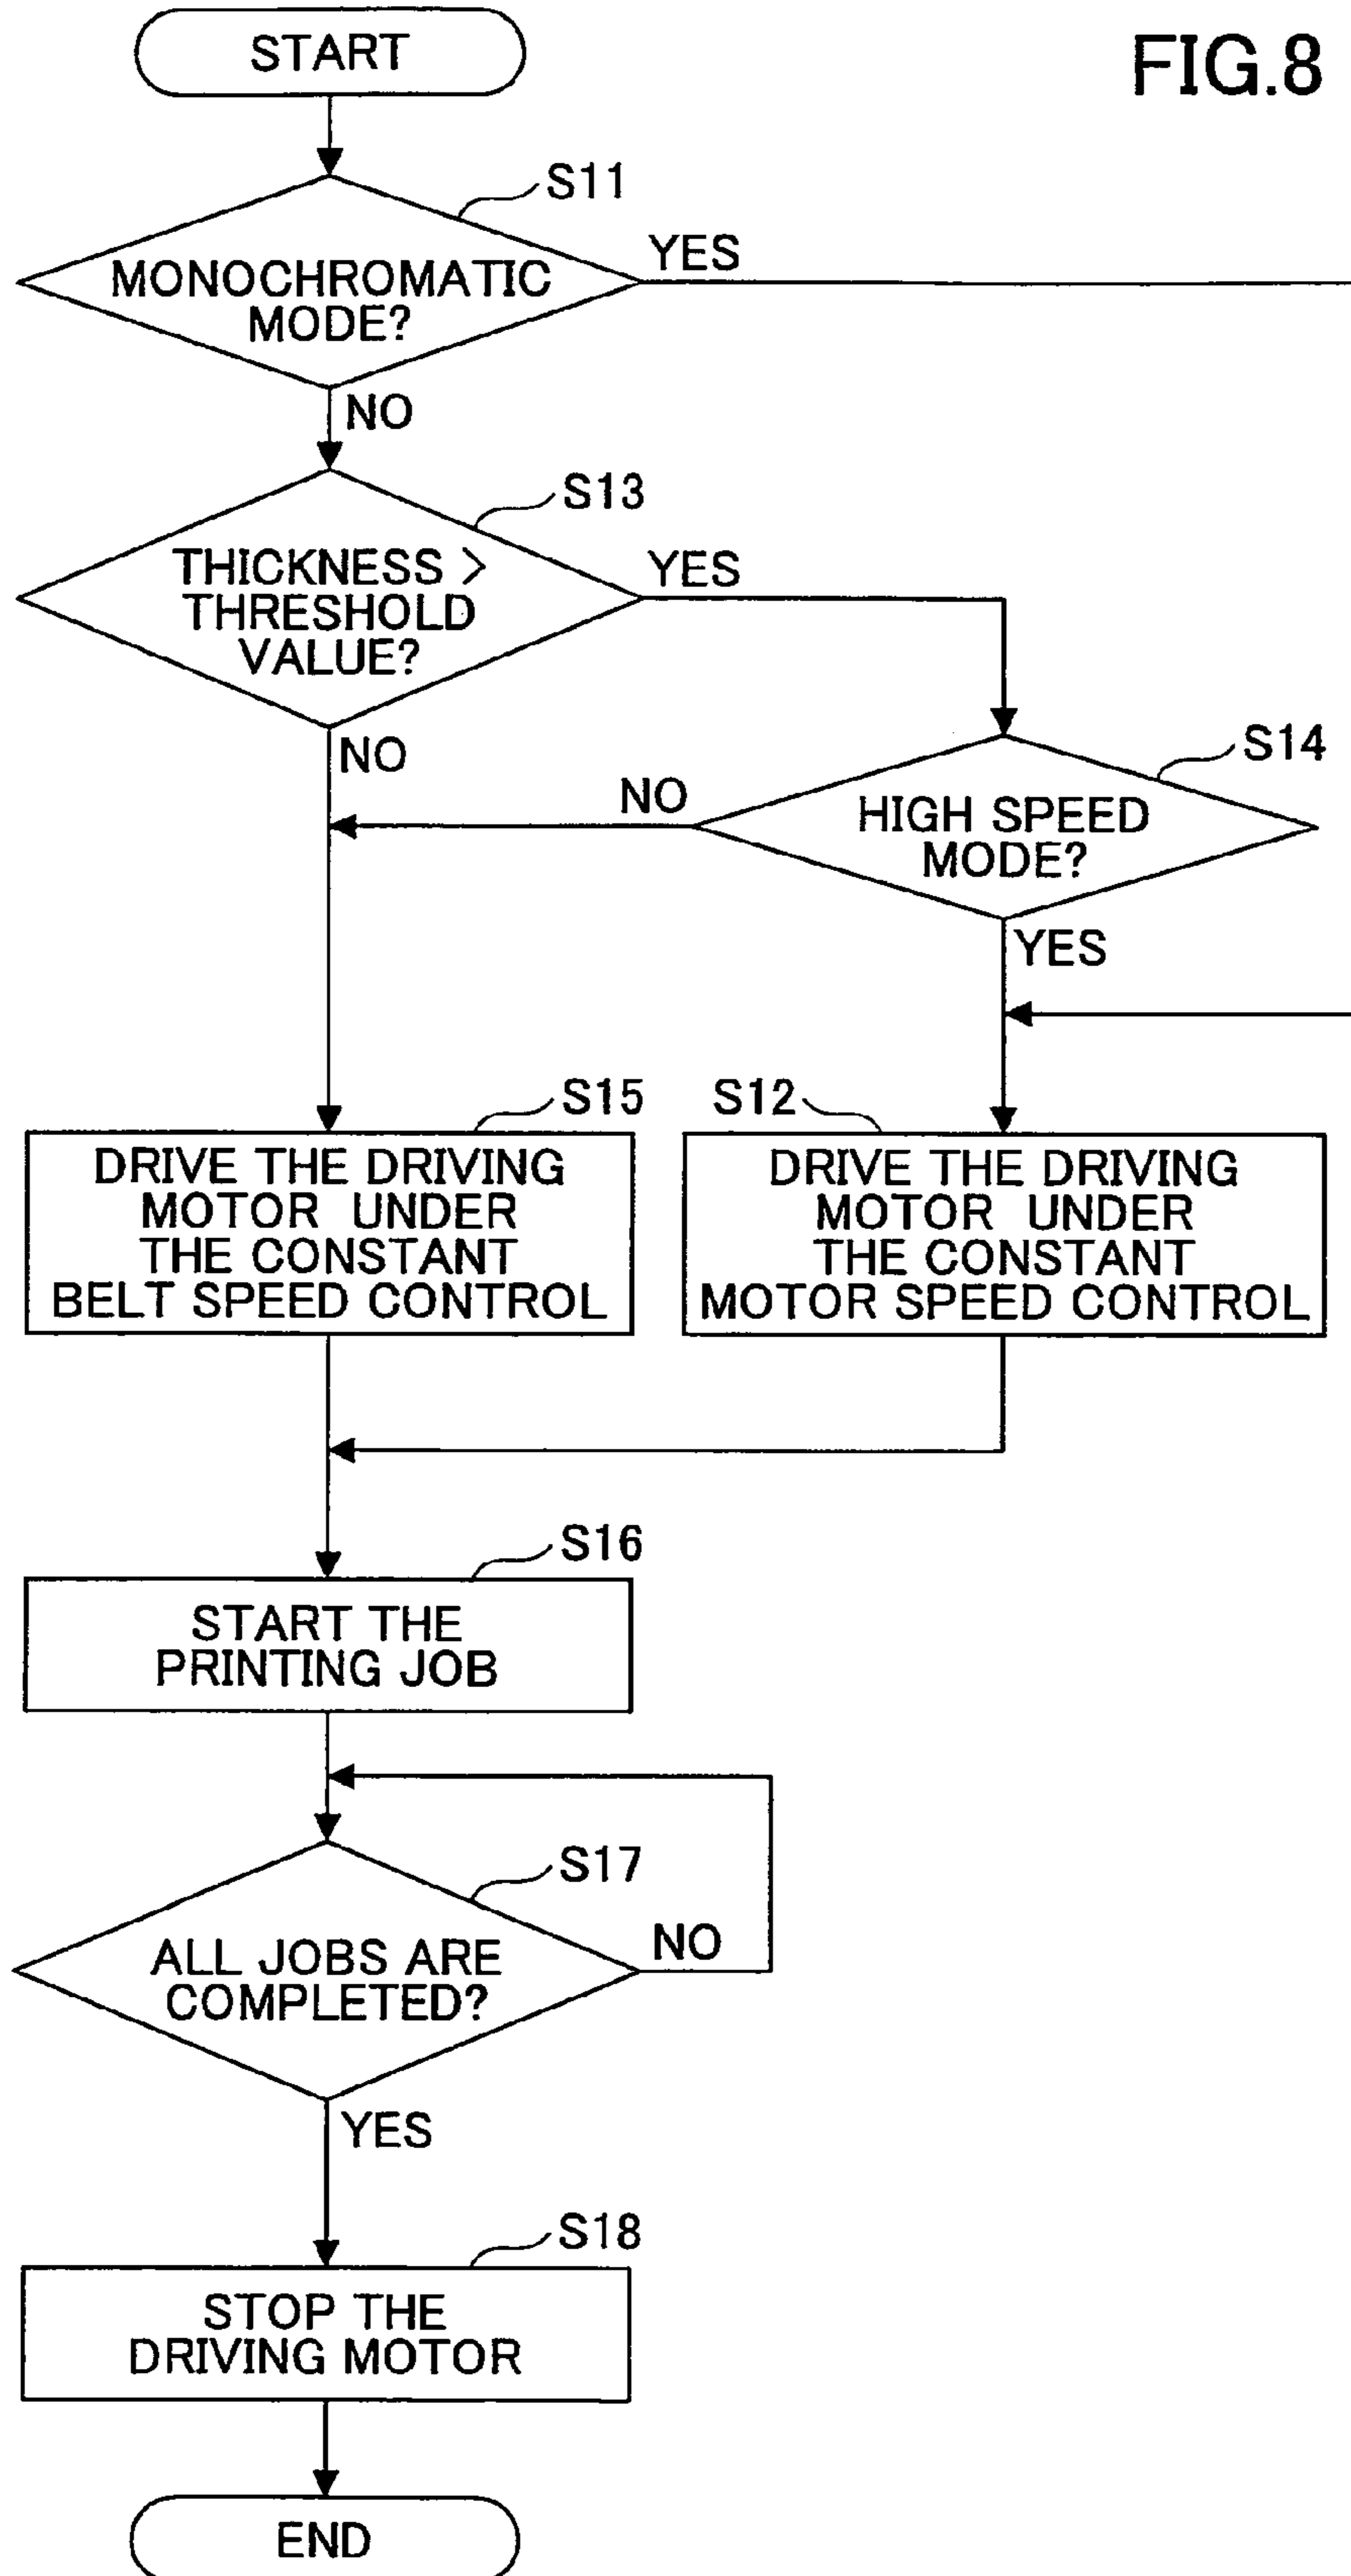 FIG.8
START
S11
MONOCHROMATIC
MODE?
YES
NO
S13
THICKNESS >
THRESHOLD
VALUE?
YES
NO
S14
HIGH SPEED
MODE?
NO
YES
S15
DRIVE THE DRIVING
MOTOR UNDER
THE CONSTANT
BELT SPEED CONTROL
S12
DRIVE THE DRIVING
MOTOR UNDER
THE CONSTANT
MOTOR SPEED CONTROL
S16
START THE
PRINTING JOB
S17
ALL JOBS ARE
COMPLETED?
NO
YES
S18
STOP THE
DRIVING MOTOR
END